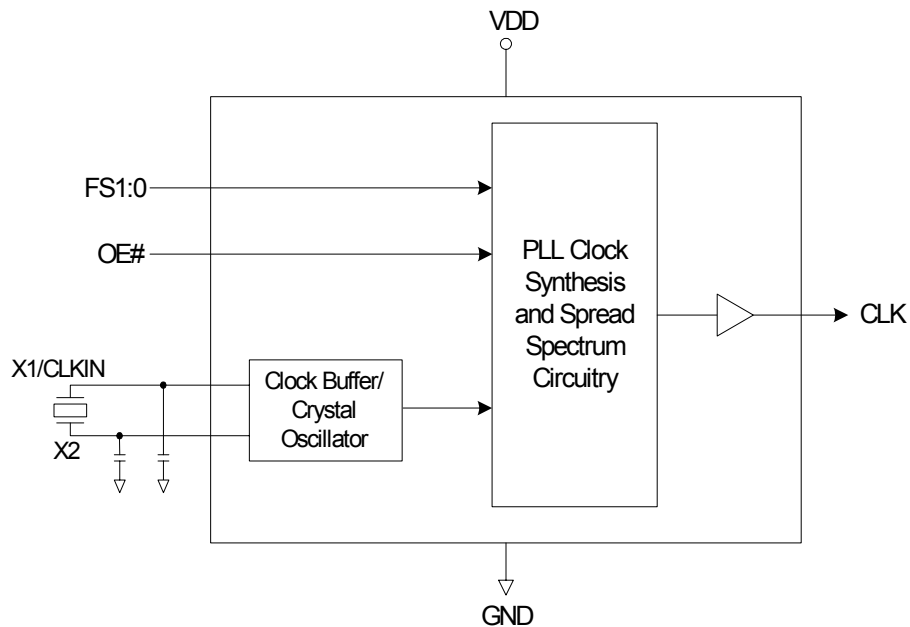 VDD
FS1:0
OE#
PLL Clock
Synthesis
and Spread
Spectrum
Circuitry
CLK
X1/CLKIN
X2
Clock Buffer/
Crystal
Oscillator
GND